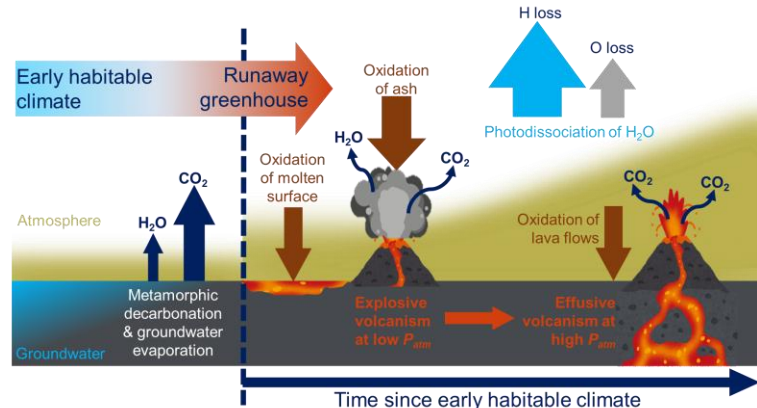 Early habitable
climate
Runaway
greenhouse
Oxidation
of ash
H loss
O loss
Photodissociation of H₂O
H₂O
CO₂
Oxidation
of molten
surface
CO₂
H₂O
Atmosphere
Oxidation of
lava flows
CO₂
CO₂
Metamorphic
decarbonation
& groundwater
evaporation
Groundwater
Explosive
volcanism
at low Pₐₜₘ
Effusive
volcanism at
high Pₐₜₘ
Time since early habitable climate